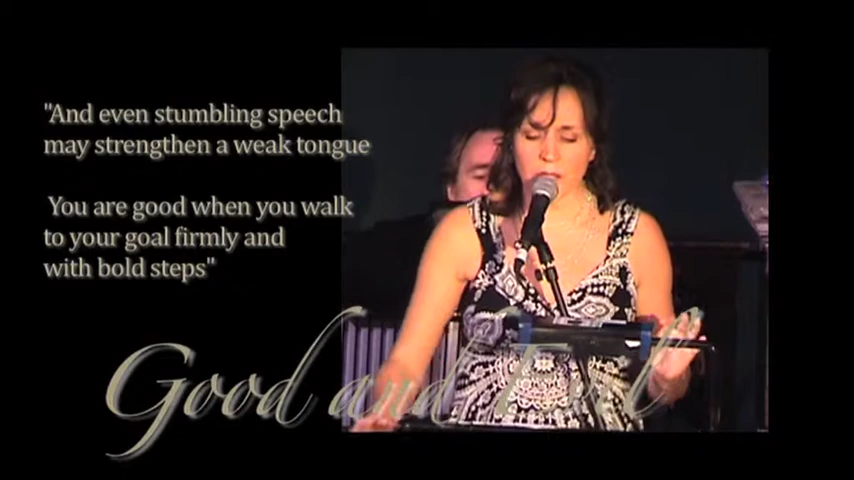 "And even stumbling speech
may strengthen a weak tongue
You are good when you walk
to your goal firmly and
with bold steps"
Good and Evil